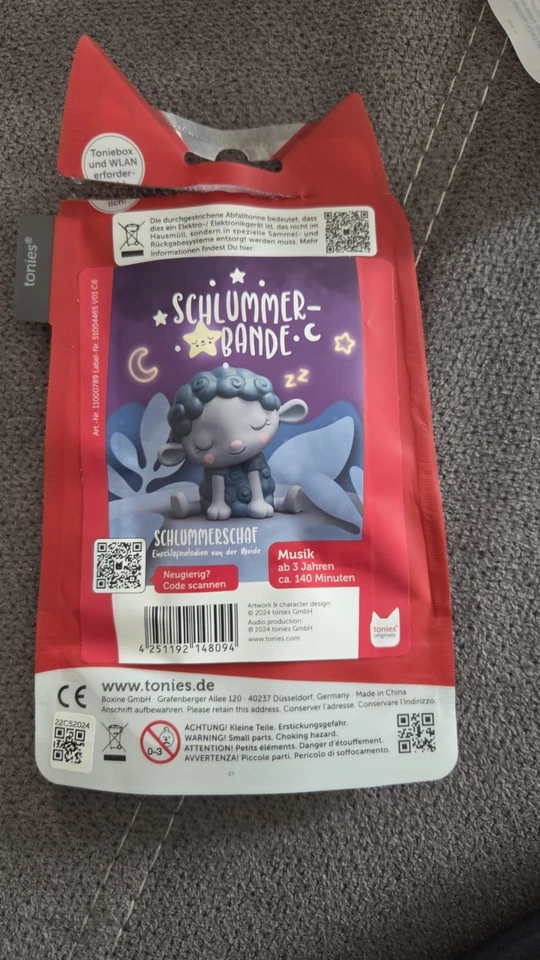 Toniebox
und WLAN
erforder-
lich!
tonies®
Die durchgestrichene Abfalltonne bedeutet, dass
dies ein Elektro-/ Elektronikgerät ist, das nicht im
Hausmüll, sondern in spezielle Sammel- und
Rückgabesysteme entsorgt werden muss. Mehr
Informationen findest Du hier:
Art.-Nr. 11000789 Label-Nr. 51004465 V01 C6
SCHLUMMER-
BANDE
zz
SCHLUMMERSCHAF
Einschlafmelodien von der Weide
Neugierig?
Code scannen
Musik
ab 3 Jahren
ca. 140 Minuten
4 251192 148094
Artwork & character design:
© 2024 tonies GmbH
Audio production:
℗ 2024 tonies GmbH
www.tonies.com
tonies®
originals
CE
www.tonies.de
Boxine GmbH · Grafenberger Allee 120 · 40237 Düsseldorf, Germany · Made in China
Anschrift aufbewahren. Please retain this address. Conserver l'adresse. Conservare l'indirizzo.
22C52024
0-3
ACHTUNG! Kleine Teile, Erstickungsgefahr.
WARNING! Small parts. Choking hazard.
ATTENTION! Petits éléments. Danger d'étouffement.
AVVERTENZA! Piccole parti. Pericolo di soffocamento.